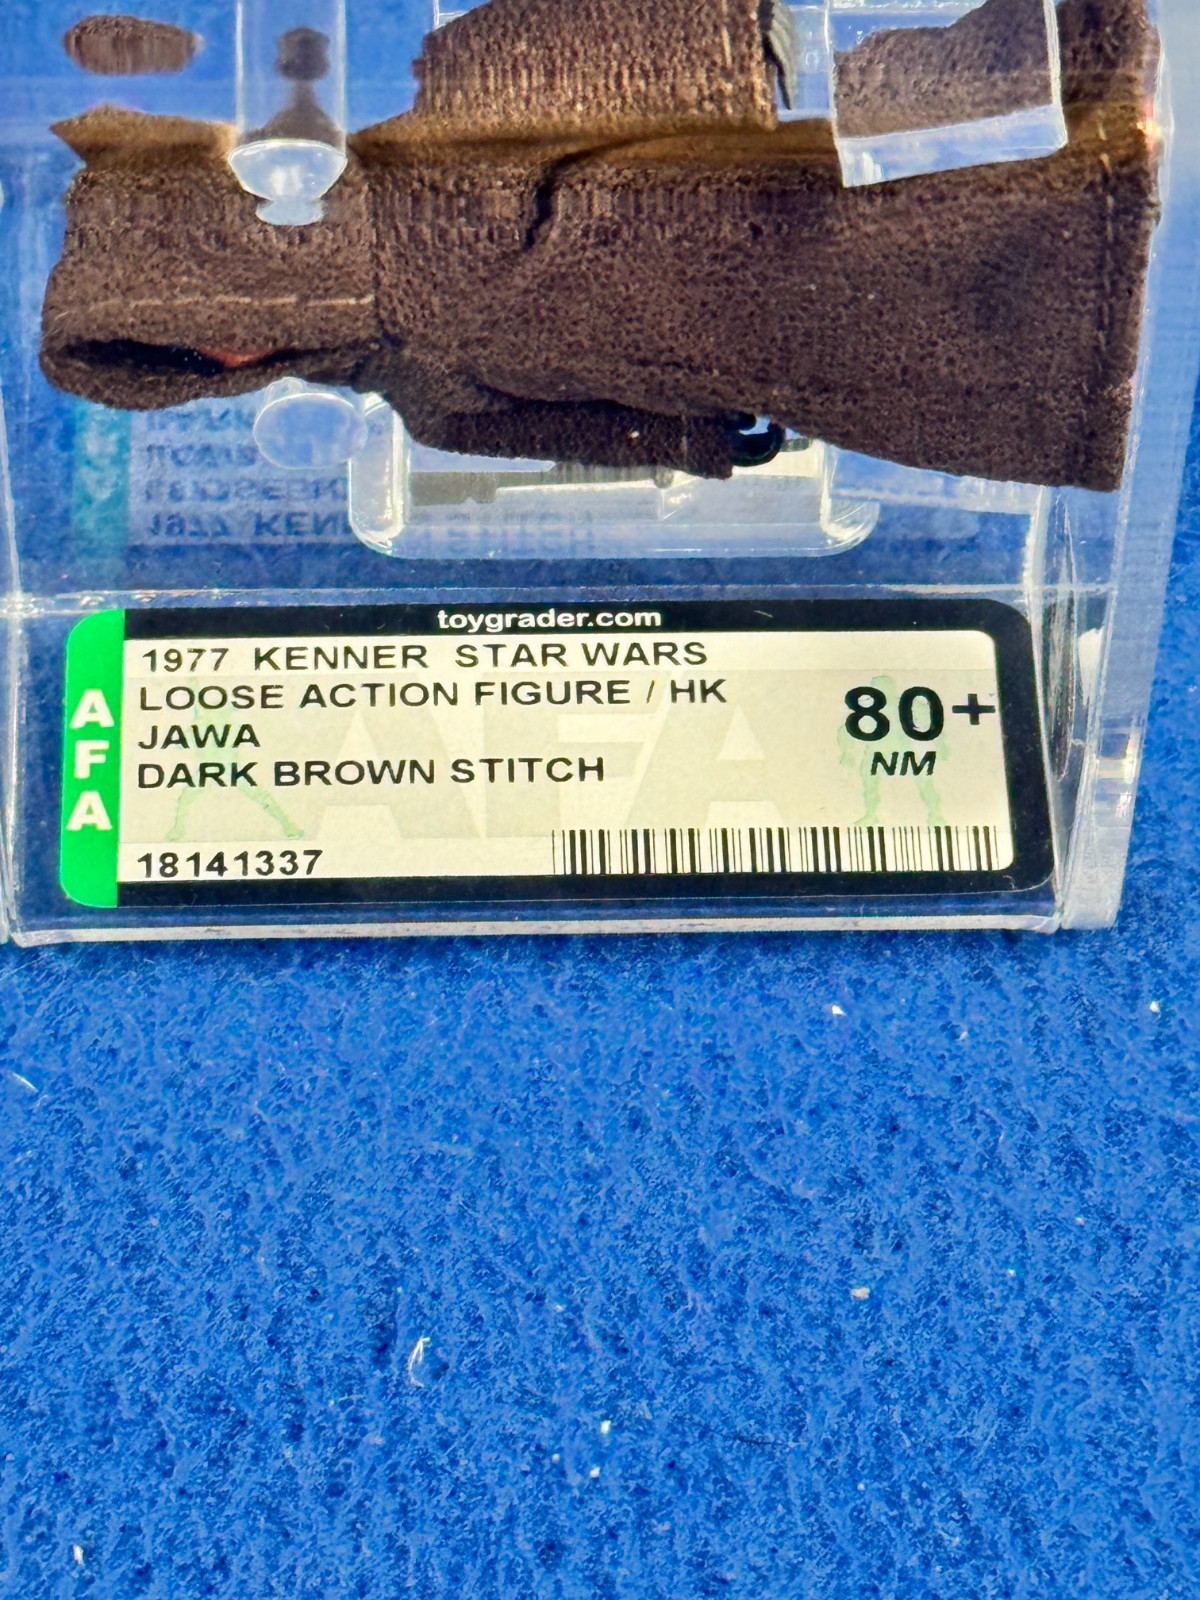 toygrader.com
AFA
1977 KENNER STAR WARS
LOOSE ACTION FIGURE / HK
JAWA
DARK BROWN STITCH
80+
NM
18141337